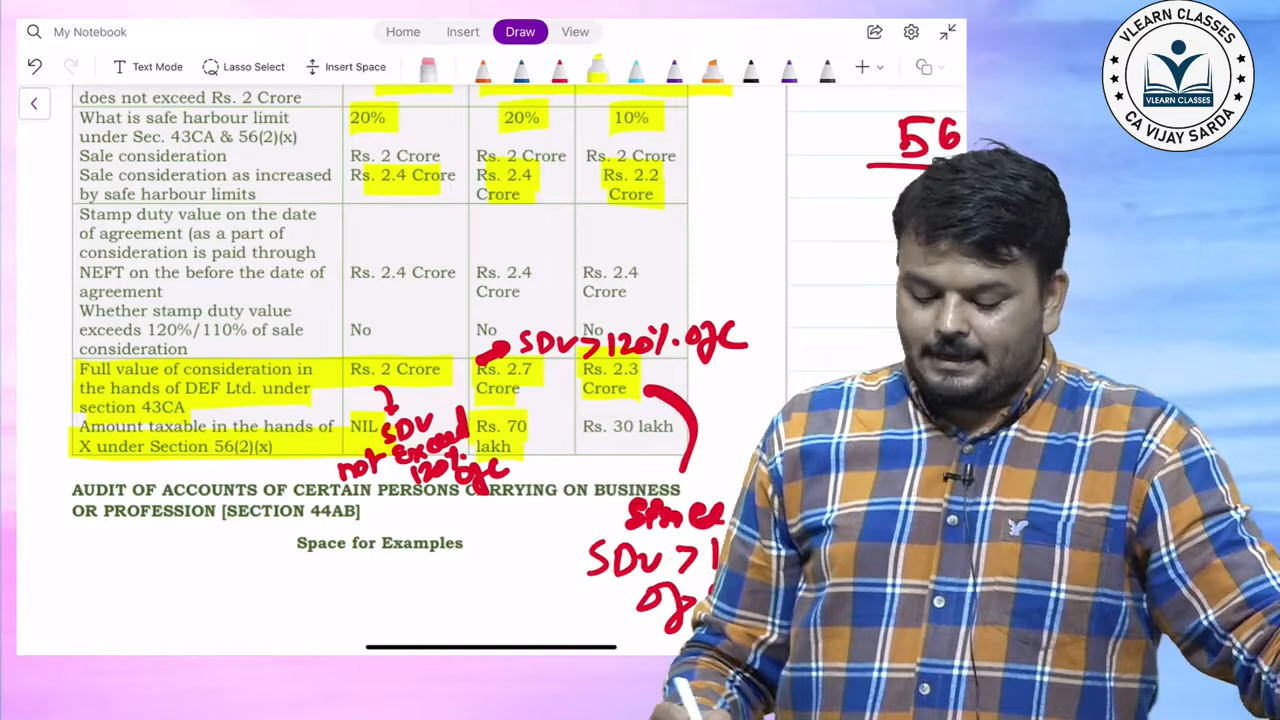 My Notebook
Home Insert Draw View
Text Mode Lasso Select Insert Space
does not exceed Rs. 2 Crore
What is safe harbour limit 20% 20% 10%
under Sec. 43CA & 56(2)(x)
Sale consideration Rs. 2 Crore Rs. 2 Crore Rs. 2 Crore
Sale consideration as increased Rs. 2.4 Crore Rs. 2.4 Rs. 2.2
by safe harbour limits Crore Crore
Stamp duty value on the date
of agreement (as a part of
consideration is paid through
NEFT on the before the date of Rs. 2.4 Crore Rs. 2.4 Rs. 2.4
agreement Crore Crore
Whether stamp duty value
exceeds 120%/110% of sale No No No
consideration
SDV > 120% of C
Full value of consideration in Rs. 2 Crore Rs. 2.7 Rs. 2.3
the hands of DEF Ltd. under Crore Crore
section 43CA
Amount taxable in the hands of NIL Rs. 70 Rs. 30 lakh
X under Section 56(2)(x) lakh
SDV
not exceed
120%
of C
AUDIT OF ACCOUNTS OF CERTAIN PERSONS CARRYING ON BUSINESS
OR PROFESSION [SECTION 44AB]
Space for Examples
Since
SDV > 1
of
56
VLEARN CLASSES
VLEARN CLASSES
CA VIJAY SARDA